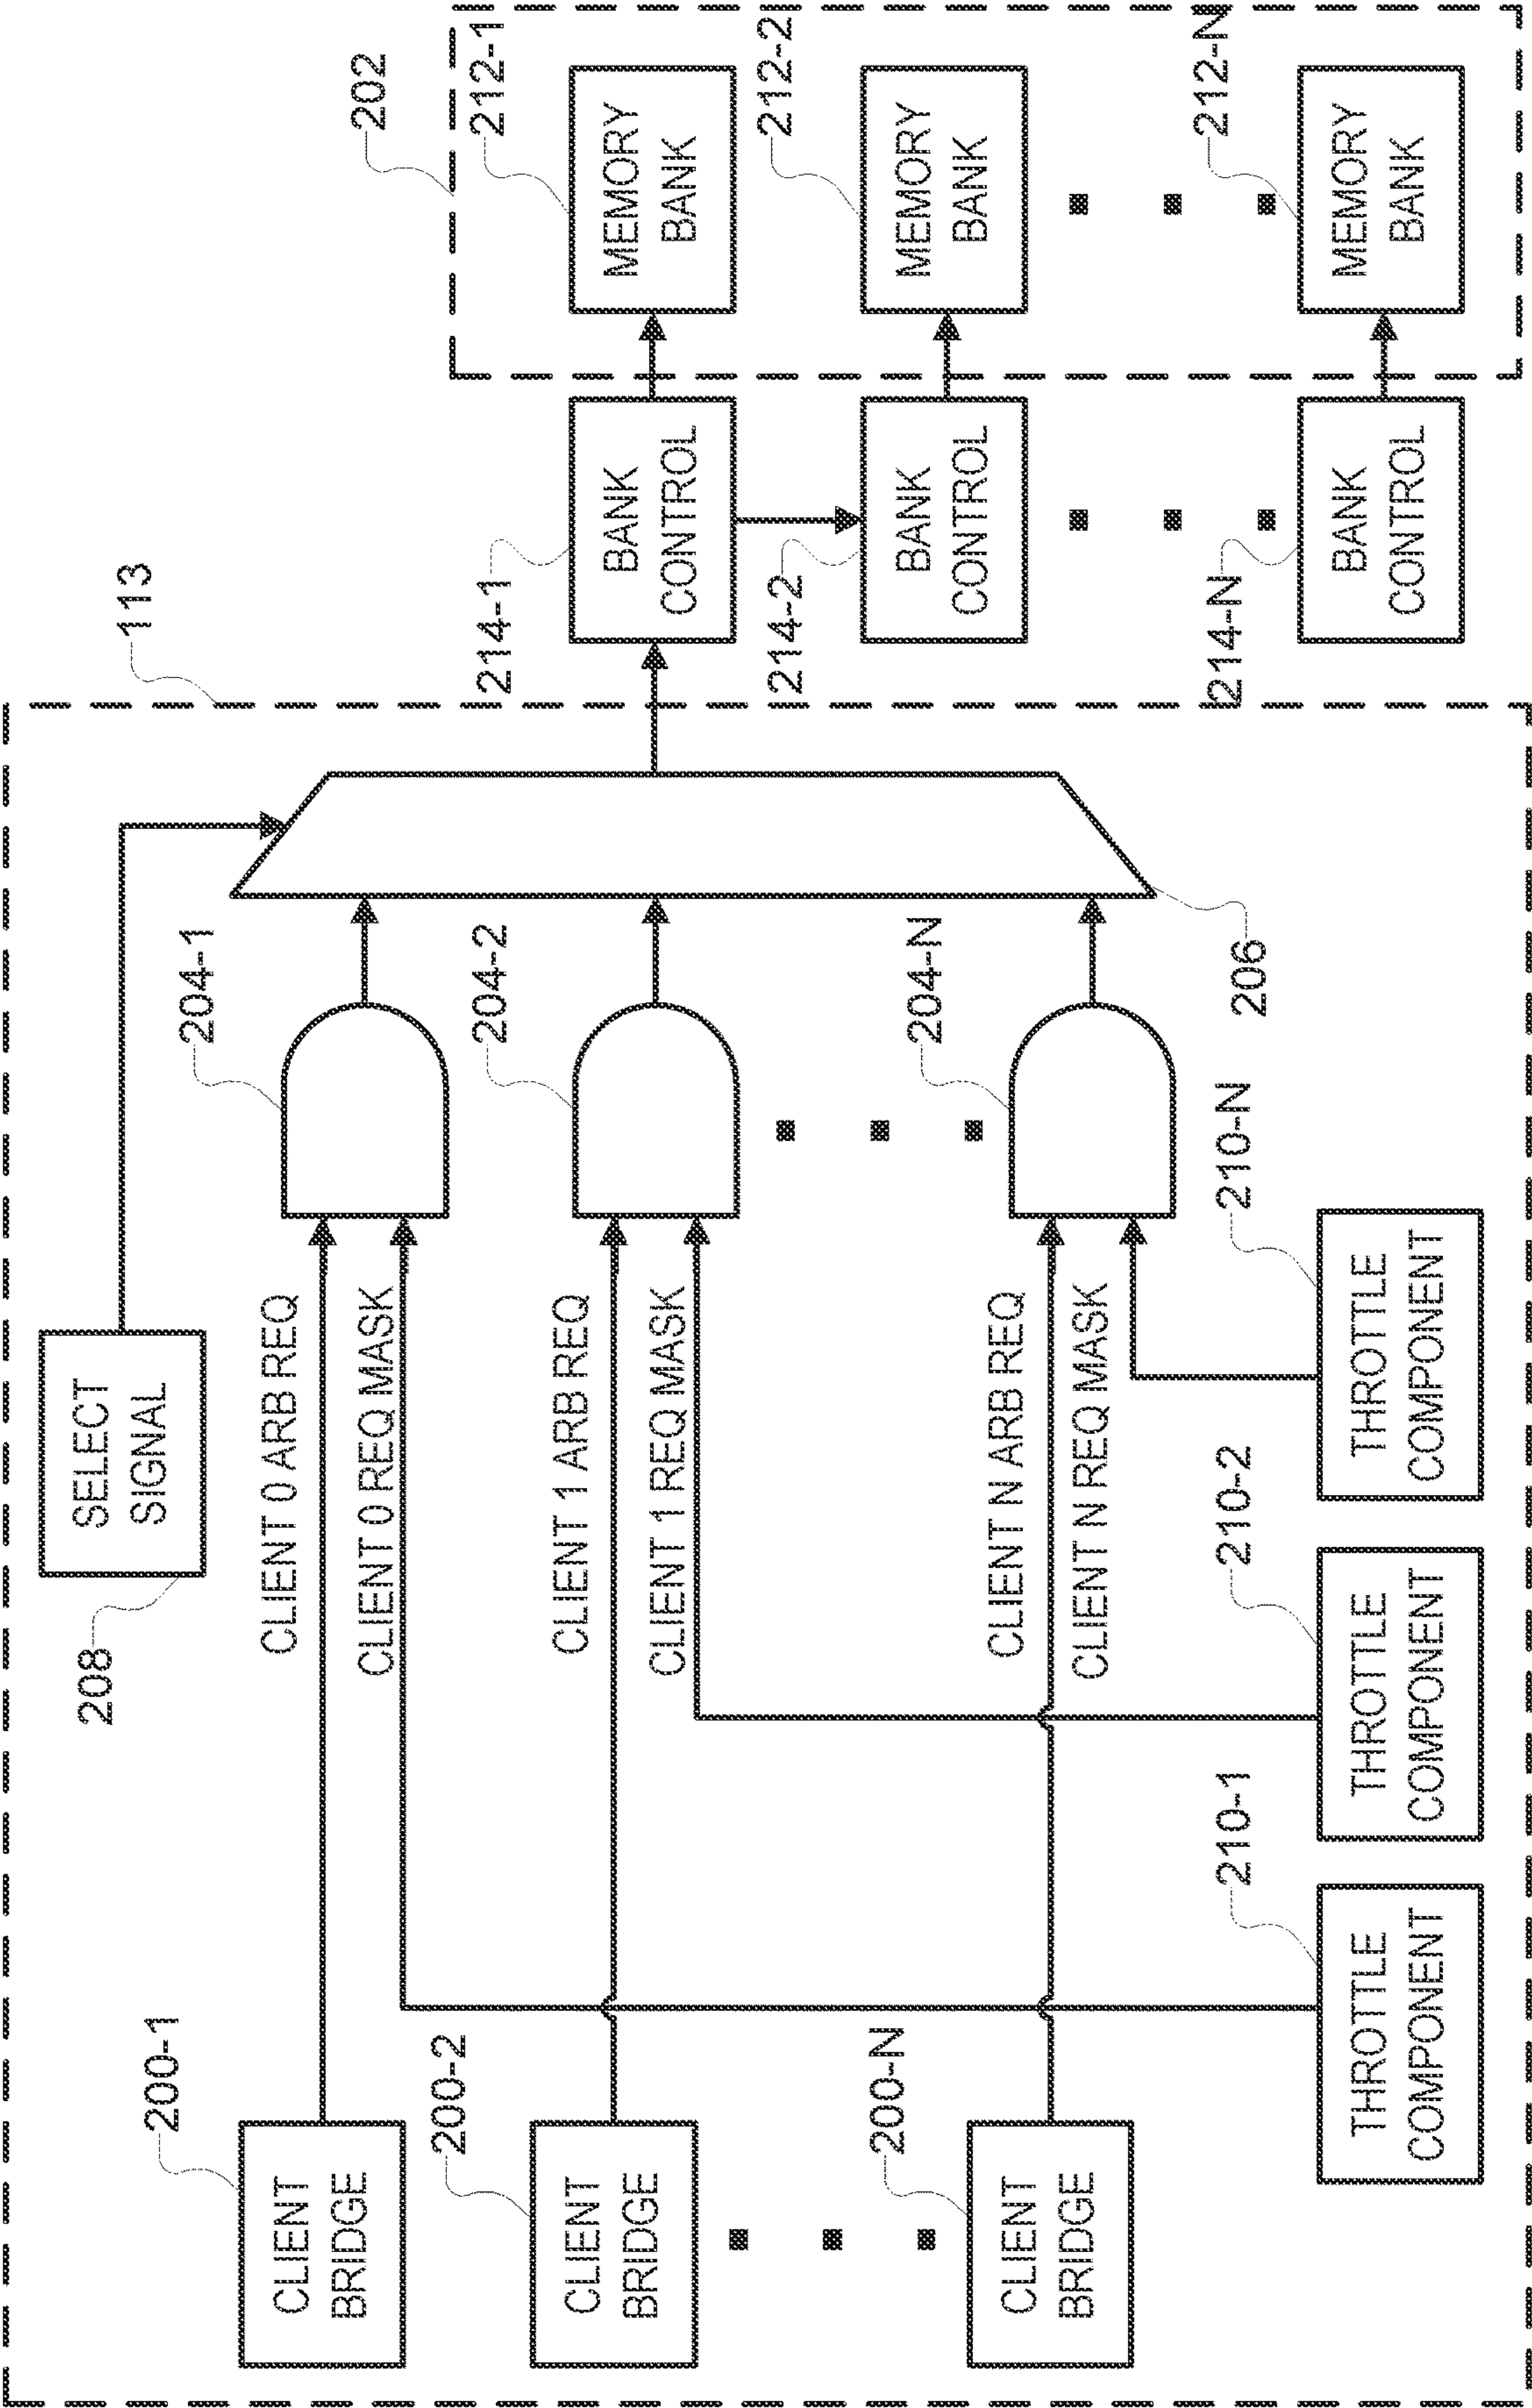 113
SELECT
SIGNAL
208
200-1
CLIENT
BRIDGE
CLIENT 0 ARB REQ
CLIENT 0 REQ MASK
204-1
200-2
CLIENT
BRIDGE
CLIENT 1 ARB REQ
CLIENT 1 REQ MASK
204-2
200-N
CLIENT
BRIDGE
CLIENT N ARB REQ
CLIENT N REQ MASK
204-N
206
210-1
THROTTLE
COMPONENT
210-2
THROTTLE
COMPONENT
210-N
THROTTLE
COMPONENT
202
214-1
BANK
CONTROL
212-1
MEMORY
BANK
214-2
BANK
CONTROL
212-2
MEMORY
BANK
214-N
BANK
CONTROL
212-N
MEMORY
BANK